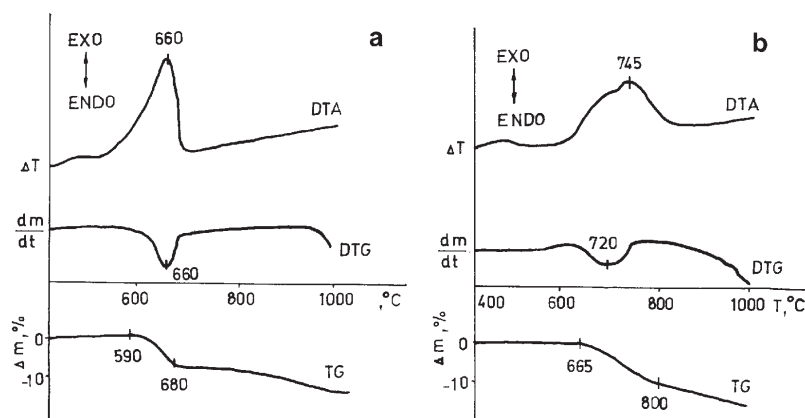 a
EXO
ENDO
660
DTA
ΔT
dm
dt
660
DTG
600 800 1000 ,°C
Δm,%
0
-10
590
680
TG
b
EXO
ENDO
745
DTA
ΔT
dm
dt
720
DTG
400 600 800 1000 T,°C
Δm,%
0
-10
665
800
TG